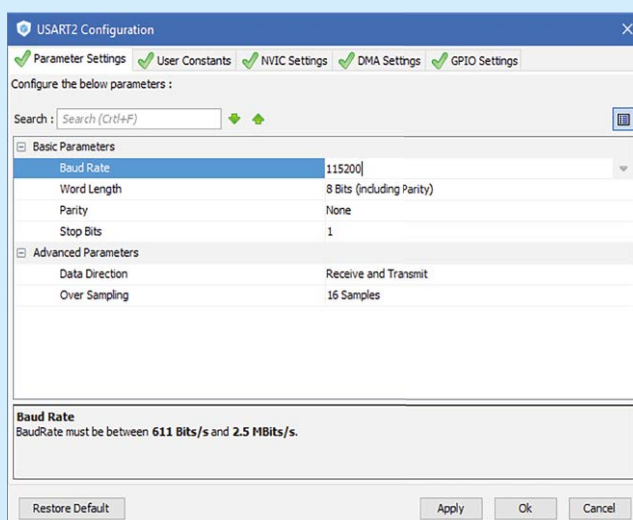 USART2 Configuration
Parameter Settings User Constants NVIC Settings DMA Settings GPIO Settings
Configure the below parameters :
Search : Search (Crtl+F)
Basic Parameters
Baud Rate 115200
Word Length 8 Bits (including Parity)
Parity None
Stop Bits 1
Advanced Parameters
Data Direction Receive and Transmit
Over Sampling 16 Samples
Baud Rate
BaudRate must be between 611 Bits/s and 2.5 MBits/s.
Restore Default Apply Ok Cancel